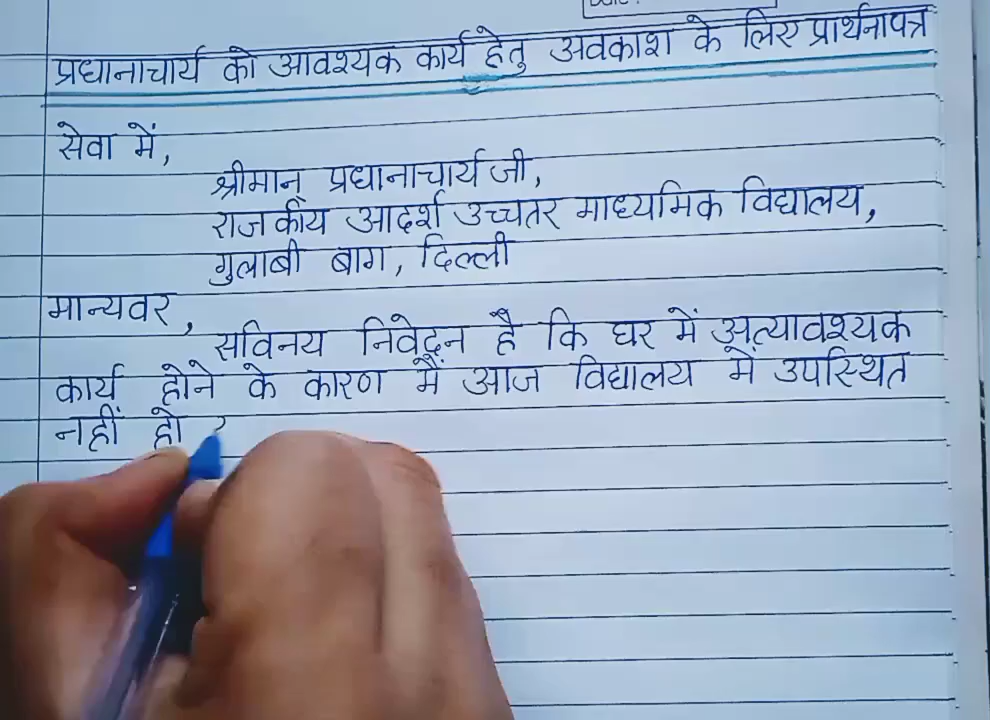 प्रधानाचार्य को आवश्यक कार्य हेतु अवकाश के लिए प्रार्थनापत्र
सेवा में,
श्रीमान् प्रधानाचार्य जी,
राजकीय आदर्श उच्चतर माध्यमिक विद्यालय,
गुलाबी बाग, दिल्ली
मान्यवर,
सविनय निवेदन है कि घर में अत्यावश्यक
कार्य होने के कारण मैं आज विद्यालय में उपस्थित
नहीं हो